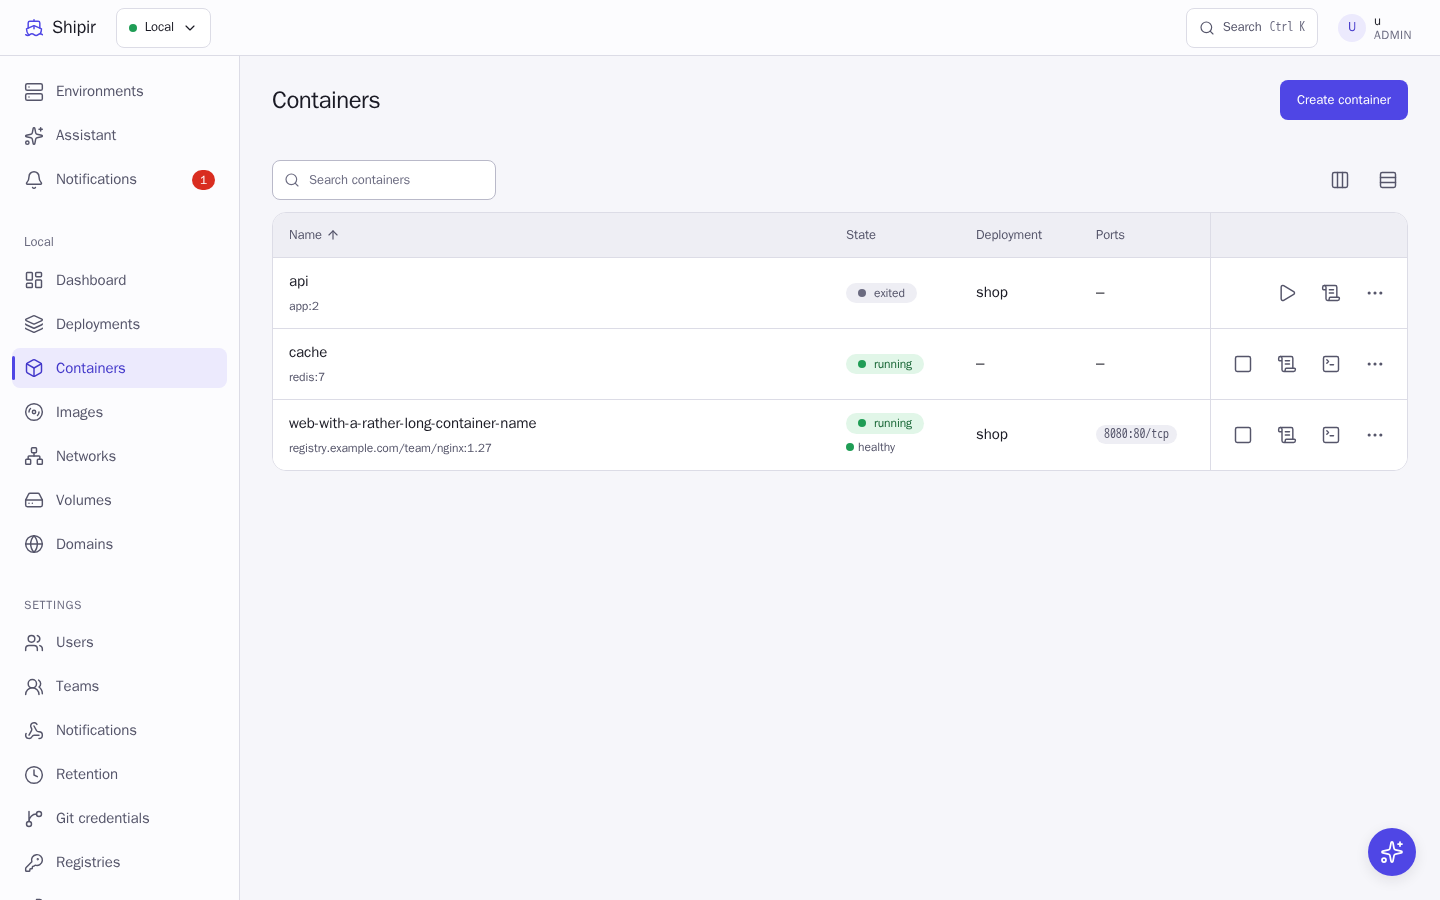 Shipir
Local
Search Ctrl K
U
u
ADMIN
Environments
Assistant
Notifications
1
Local
Dashboard
Deployments
Containers
Images
Networks
Volumes
Domains
SETTINGS
Users
Teams
Notifications
Retention
Git credentials
Registries
Containers
Create container
Search containers
Name State Deployment Ports
api
app:2
exited
shop
–
cache
redis:7
running
–
–
web-with-a-rather-long-container-name
registry.example.com/team/nginx:1.27
running
healthy
shop
8080:80/tcp